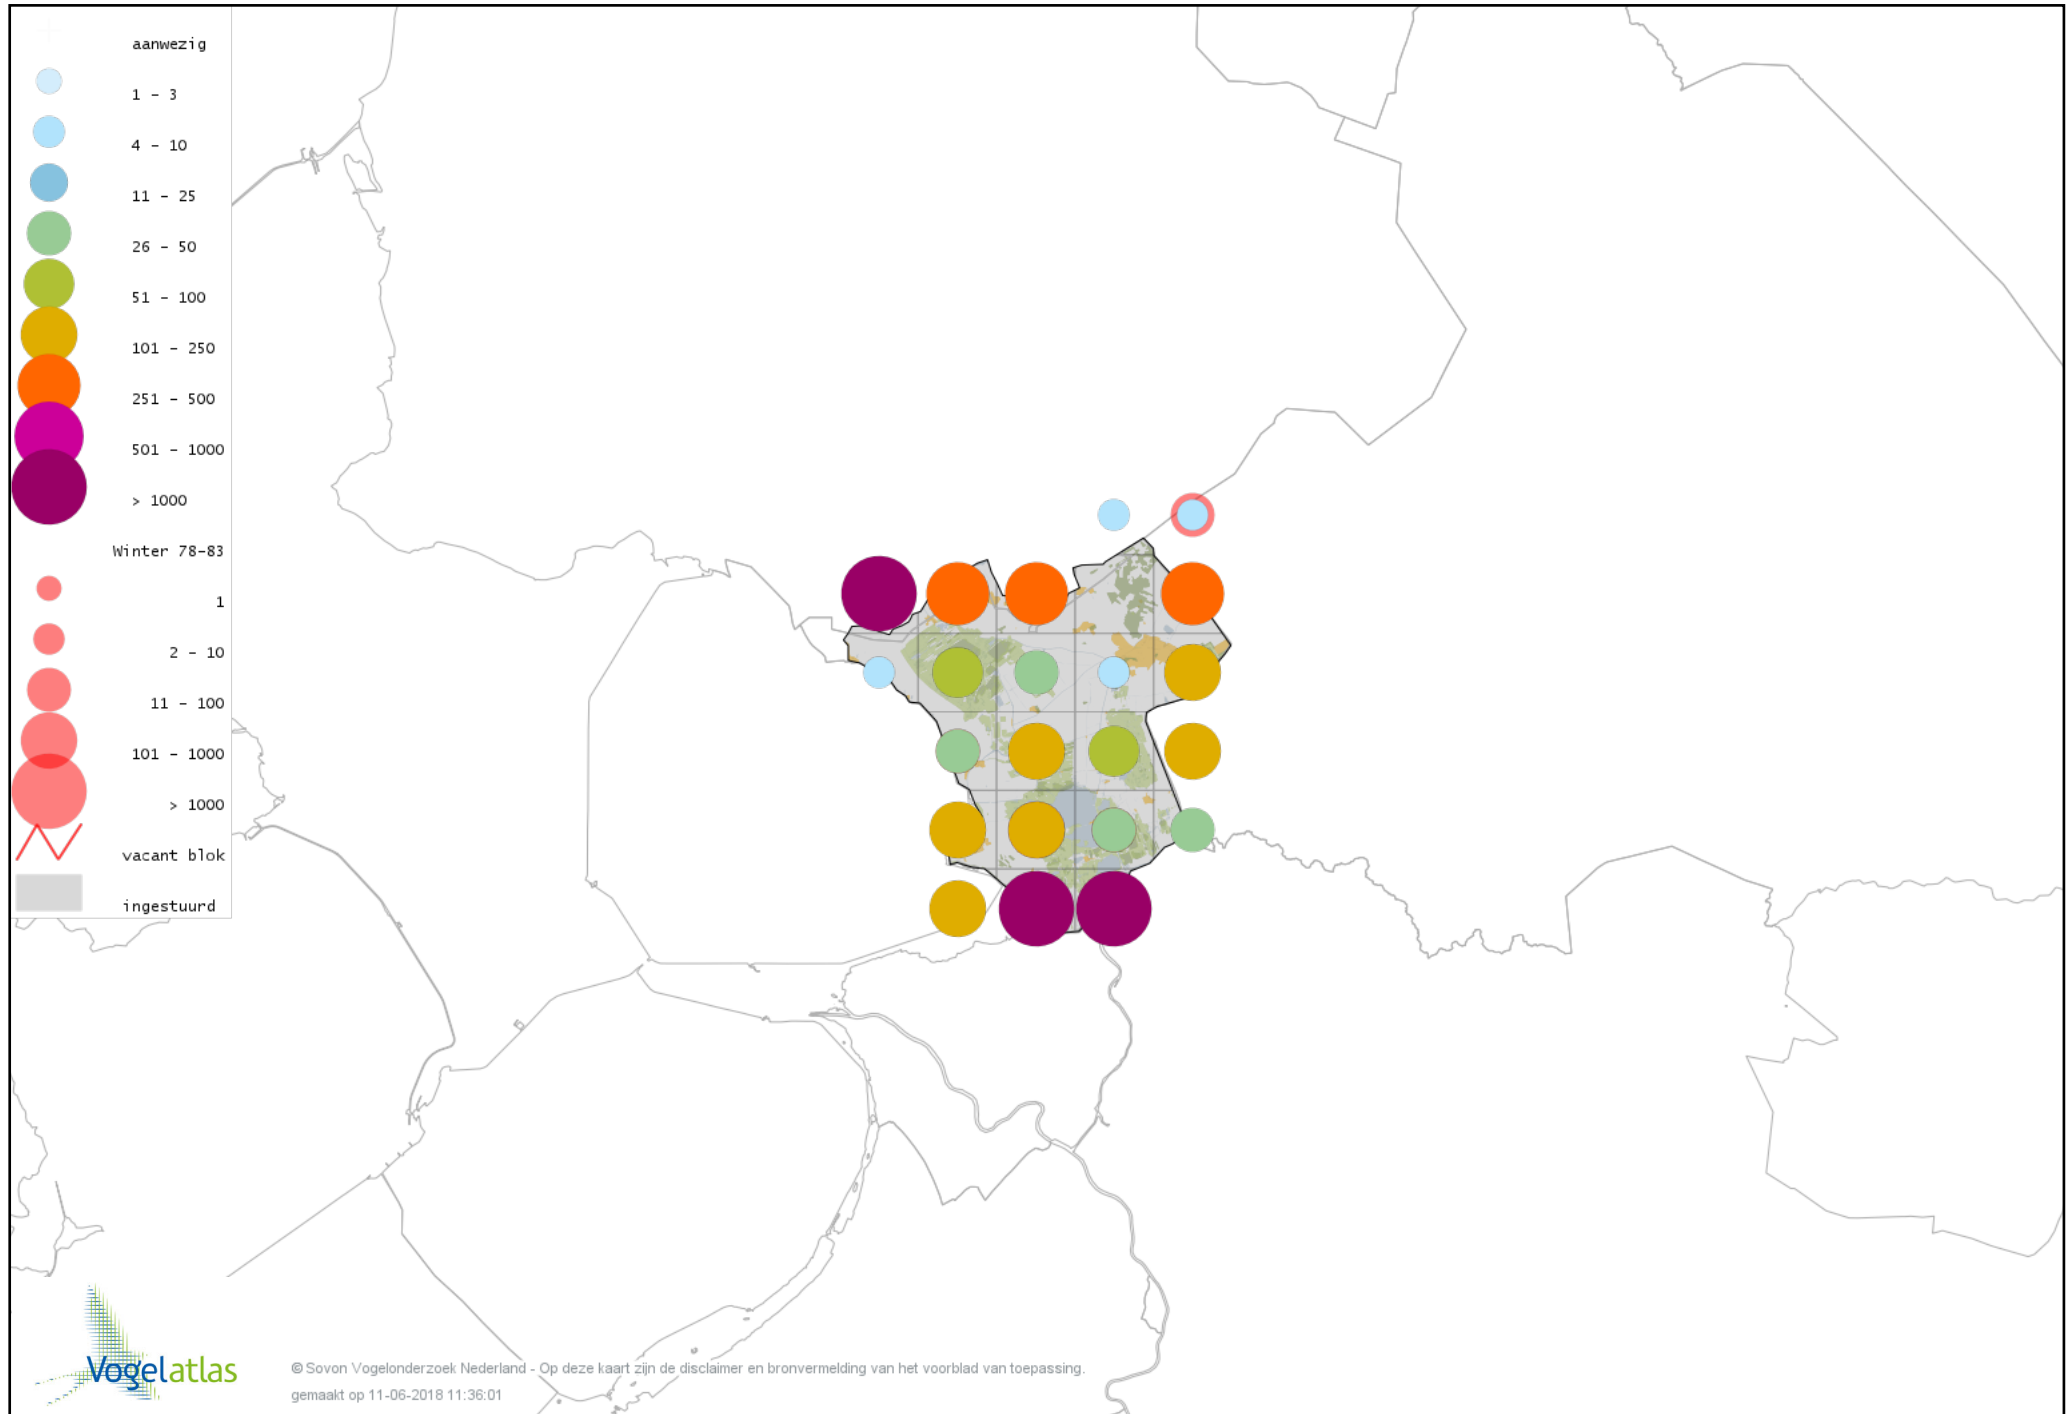 aanwezig
1 – 3
4 – 10
11 – 25
26 – 50
51 – 100
101 – 250
251 – 500
501 – 1000
> 1000
Winter 78-83
1
2 – 10
11 – 100
101 – 1000
> 1000
vacant blok
ingestuurd
Vogelatlas
© Sovon Vogelonderzoek Nederland - Op deze kaart zijn de disclaimer en bronvermelding van het voorblad van toepassing.
gemaakt op 11-06-2018 11:36:01